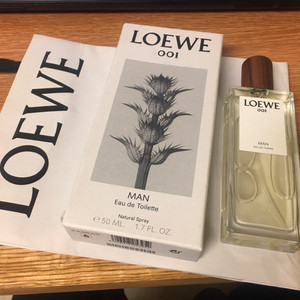 LOEWE
LOEWE
001
MAN
Eau de Toilette
Natural Spray
℮ 50 ML. 1.7 FL. OZ.
LOEWE
001
MAN
Eau de Toilette